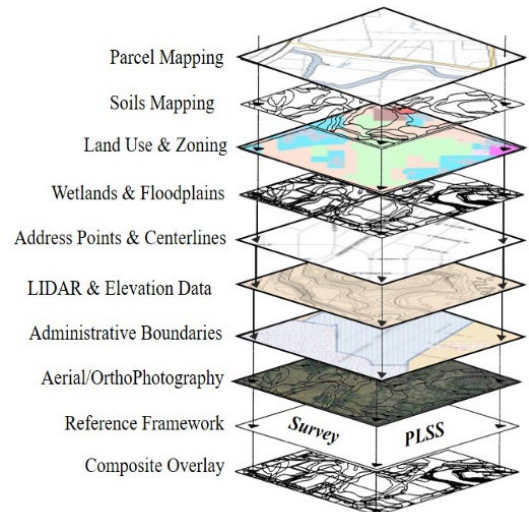 Parcel Mapping
Soils Mapping
Land Use & Zoning
Wetlands & Floodplains
Address Points & Centerlines
LIDAR & Elevation Data
Administrative Boundaries
Aerial/OrthoPhotography
Reference Framework
Survey
PLSS
Composite Overlay